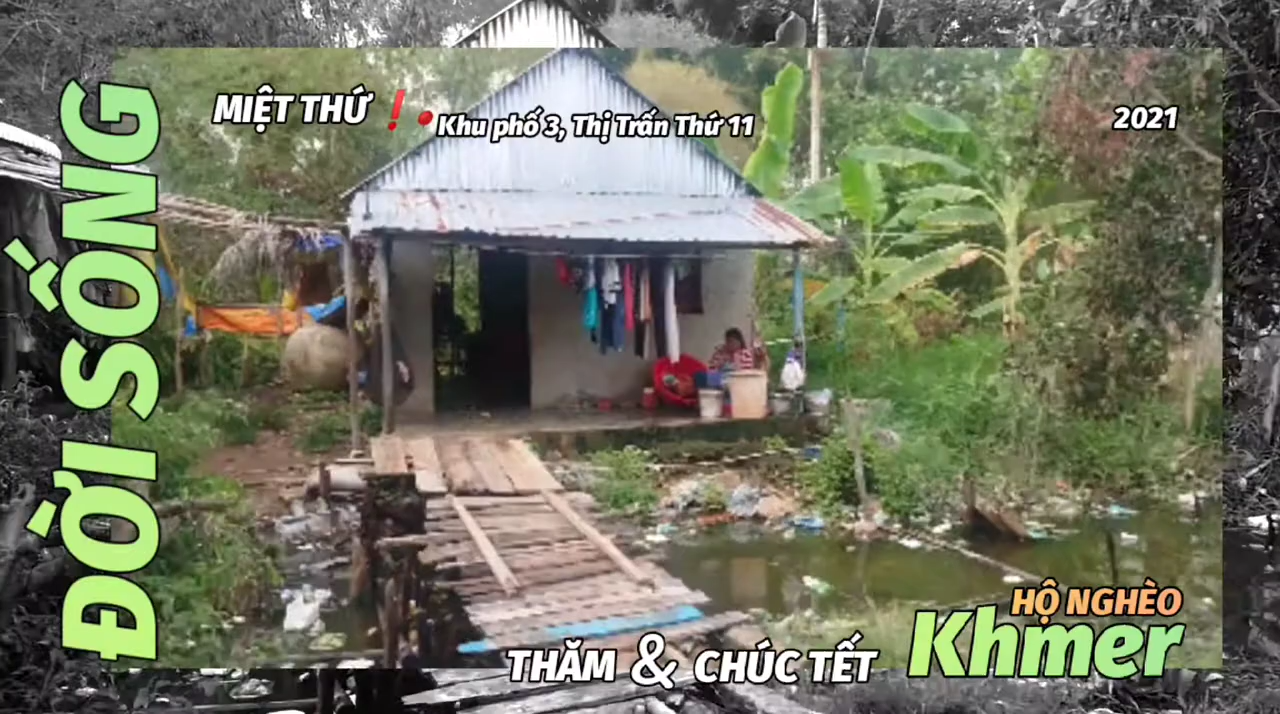 ĐỜI SỐNG
MIỆT THỨ❗📍Khu phố 3, Thị Trấn Thứ 11
2021
HỘ NGHÈO
Khmer
THĂM & CHÚC TẾT